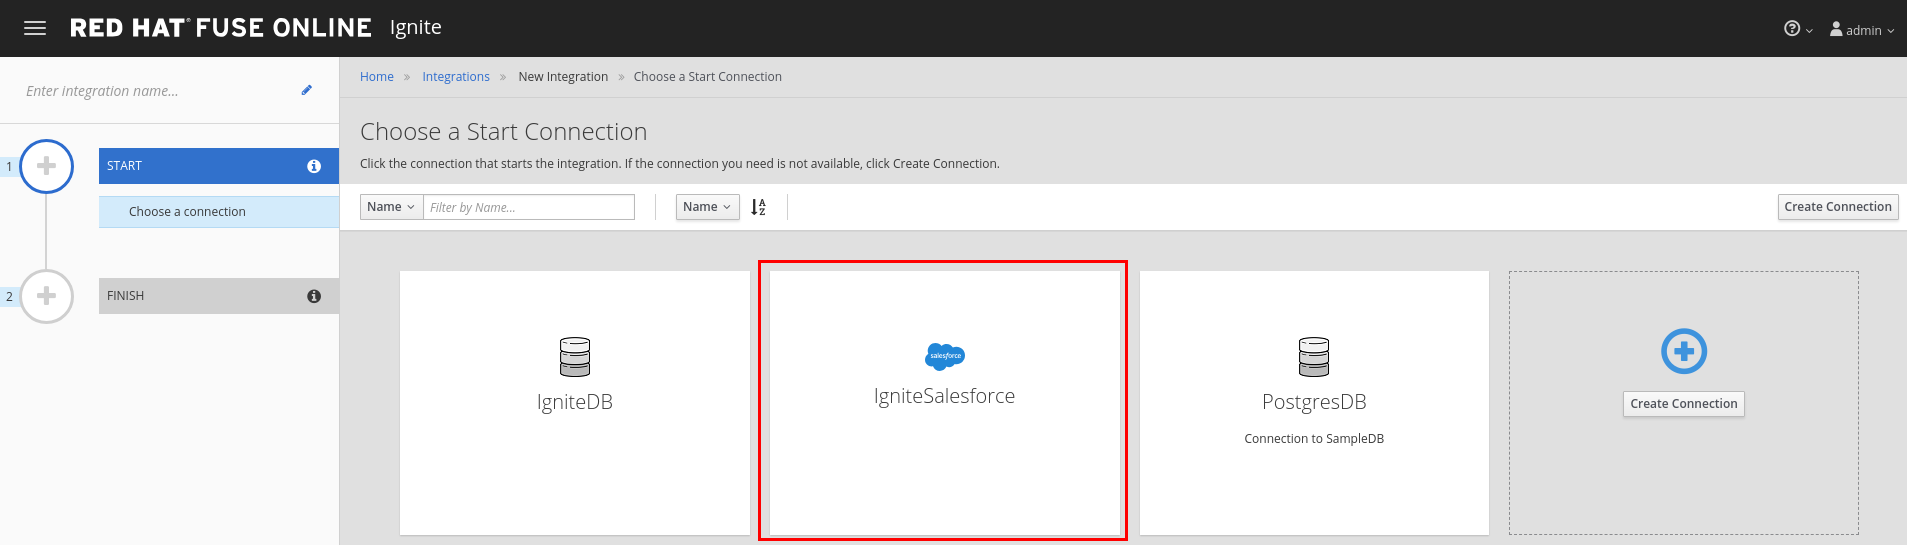 RED HAT® FUSE ONLINE Ignite
admin
Enter integration name...
Home » Integrations » New Integration » Choose a Start Connection
Choose a Start Connection
Click the connection that starts the integration. If the connection you need is not available, click Create Connection.
1 START
Choose a connection
2 FINISH
Name Filter by Name... Name A Z Create Connection
IgniteDB
salesforce
IgniteSalesforce
PostgresDB
Connection to SampleDB
Create Connection